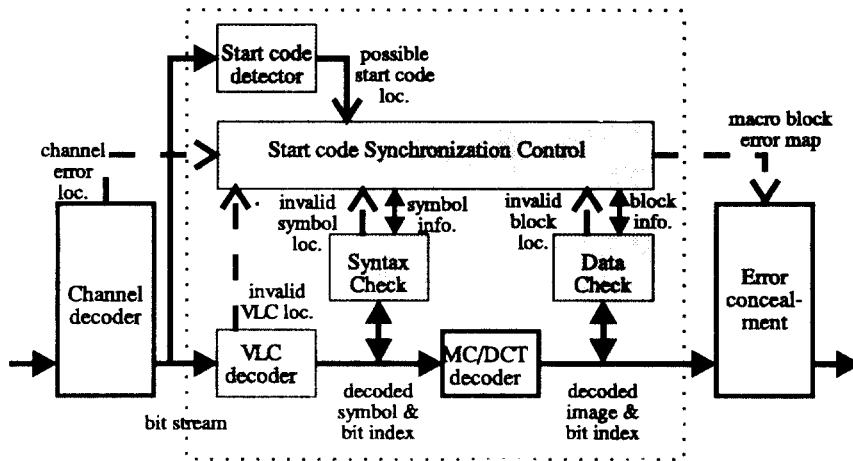 Start code
detector
possible
start code
loc.
Start code Synchronization Control
macro block
error map
channel
error
loc.
invalid
symbol
loc.
symbol
info.
invalid
block
loc.
block
info.
Channel
decoder
Syntax
Check
Data
Check
Error
conceal-
ment
invalid
VLC loc.
VLC
decoder
MC/DCT
decoder
bit stream
decoded
symbol &
bit index
decoded
image &
bit index